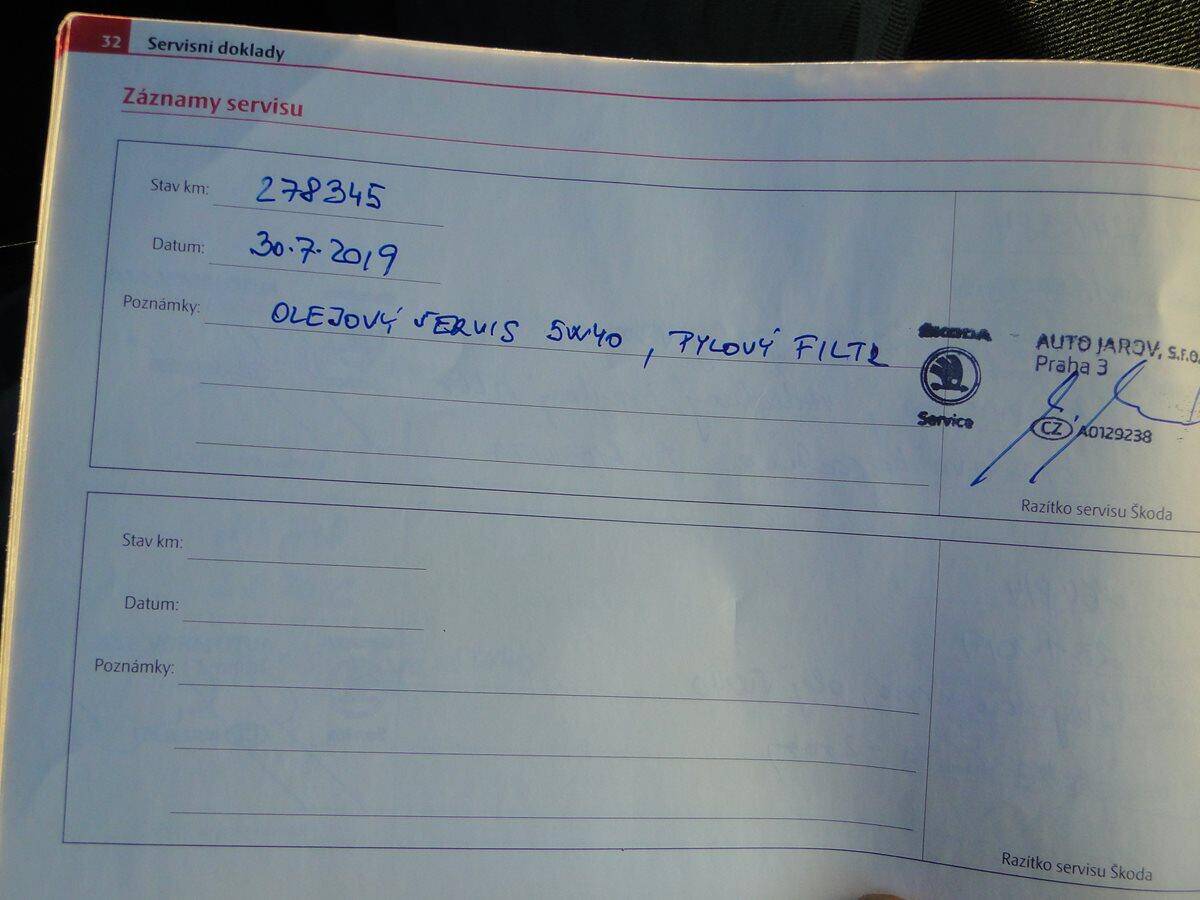 32 Servisní doklady
Záznamy servisu
Stav km: 278345
Datum: 30.7.2019
Poznámky: OLEJOVÝ SERVIS 5W40, PYLOVÝ FILTR
ŠKODA
Service
AUTO JAROV, s.r.o.
Praha 3
CZ A0129238
Razítko servisu Škoda
Stav km:
Datum:
Poznámky:
Razítko servisu Škoda